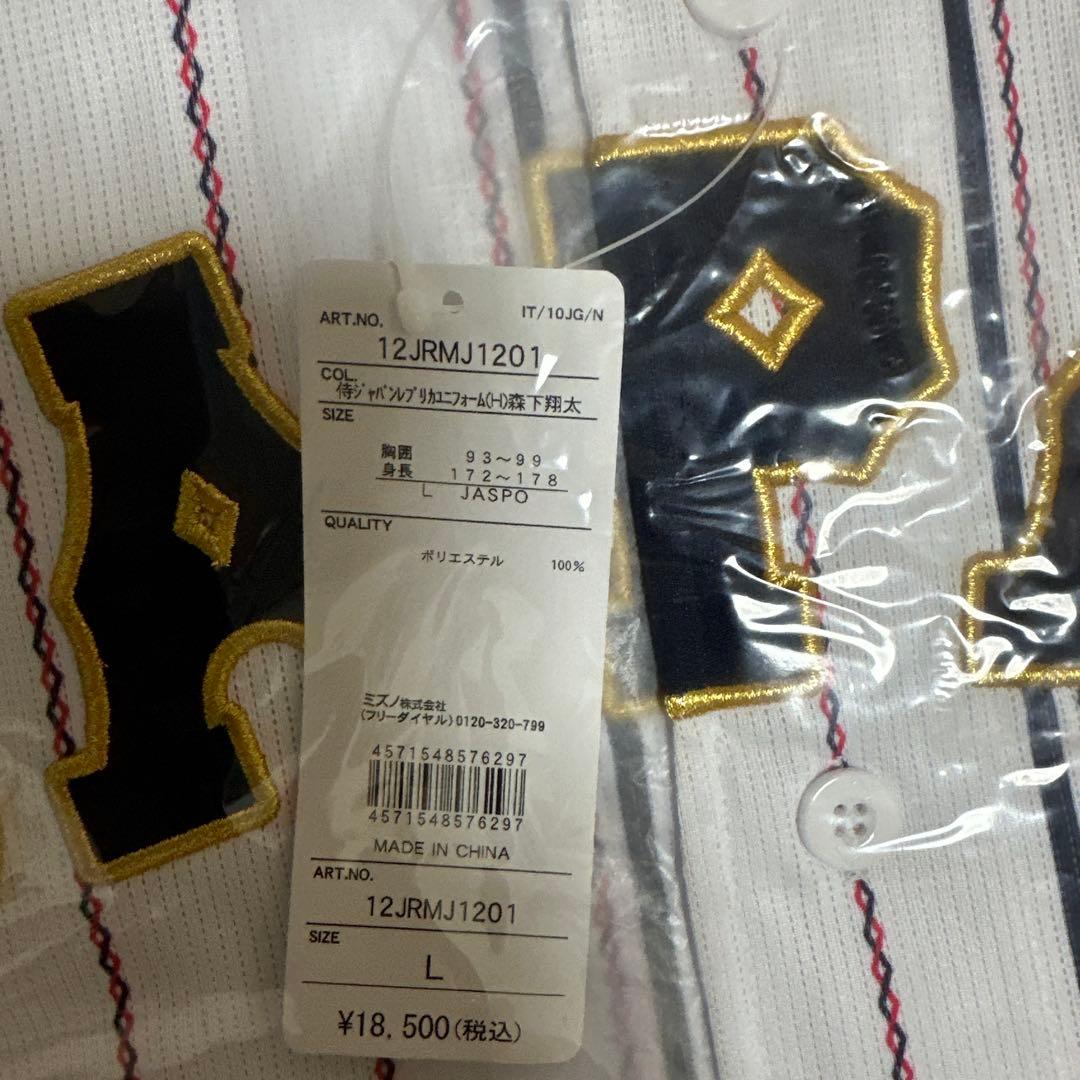 IT/10JG/N
ART.NO.
12JRMJ1201
COL.
侍ジャパンレプリカユニフォーム(H)森下翔太
SIZE
胸囲 93~99
身長 172~178
L JASPO
QUALITY
ポリエステル 100%
ミズノ株式会社
(フリーダイヤル)0120-320-799
4571548576297
4571548576297
MADE IN CHINA
ART.NO.
12JRMJ1201
SIZE
L
¥18,500(税込)